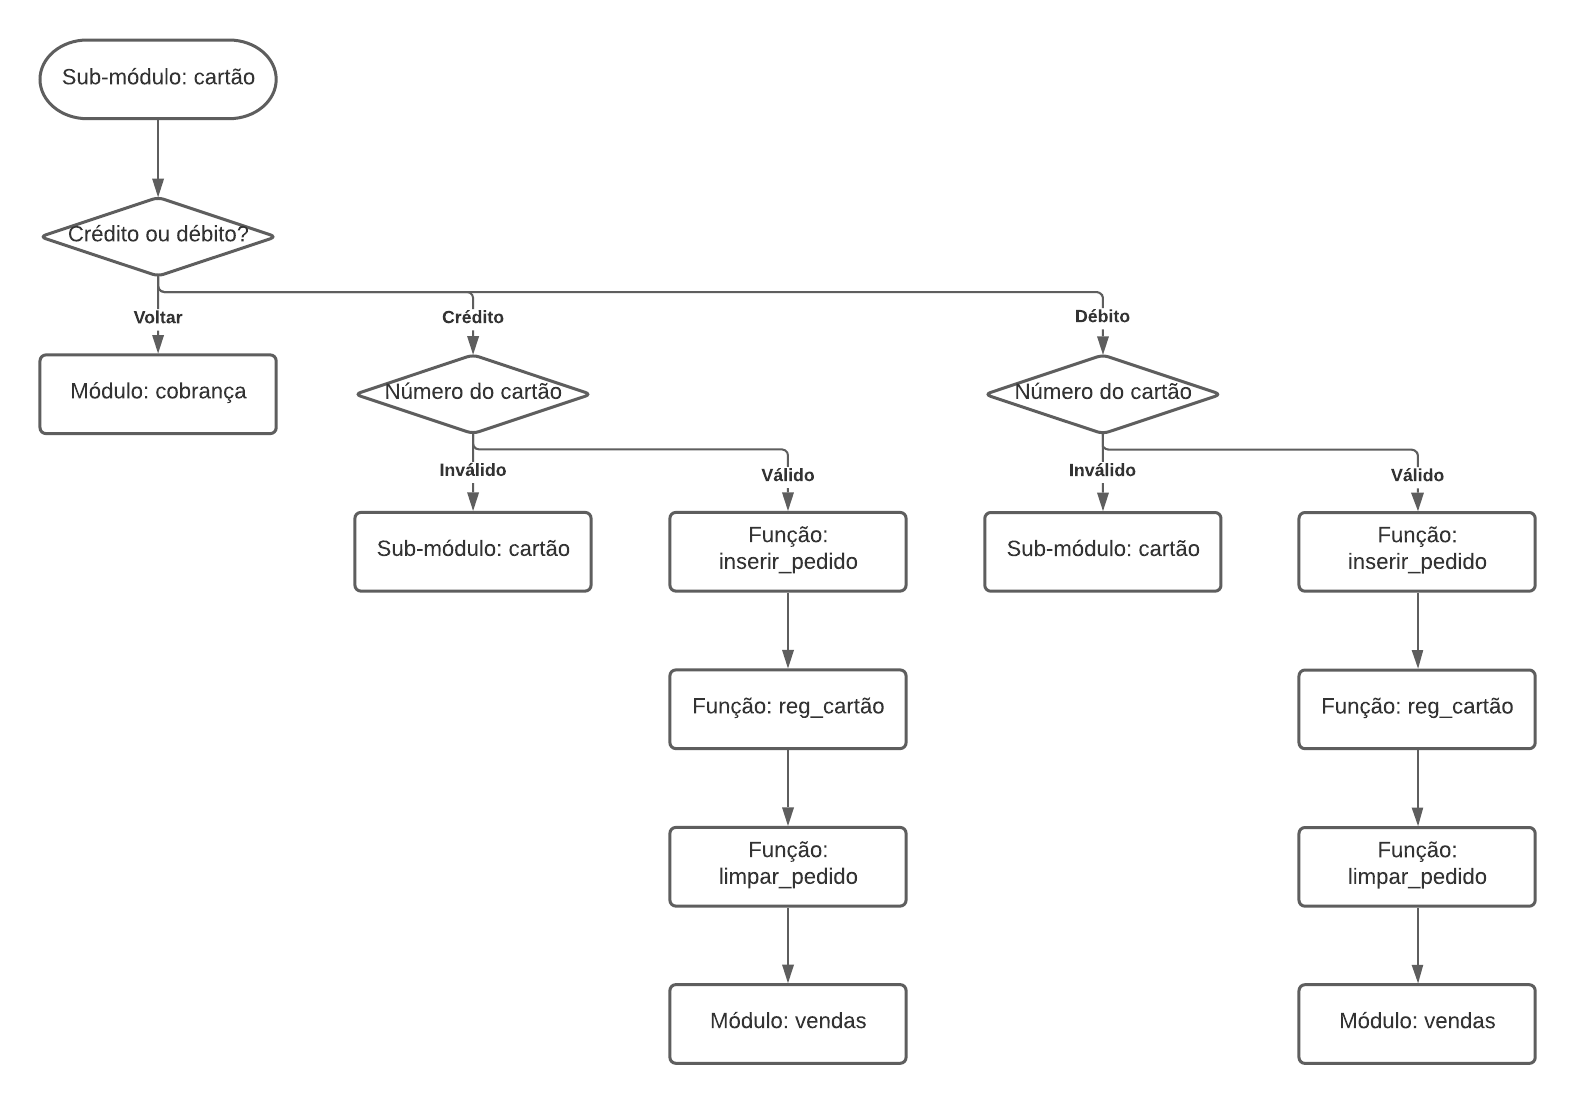 Sub-módulo: cartão
Crédito ou débito?
Voltar
Crédito
Débito
Módulo: cobrança
Número do cartão
Número do cartão
Inválido
Válido
Inválido
Válido
Sub-módulo: cartão
Função:
inserir_pedido
Sub-módulo: cartão
Função:
inserir_pedido
Função: reg_cartão
Função: reg_cartão
Função:
limpar_pedido
Função:
limpar_pedido
Módulo: vendas
Módulo: vendas